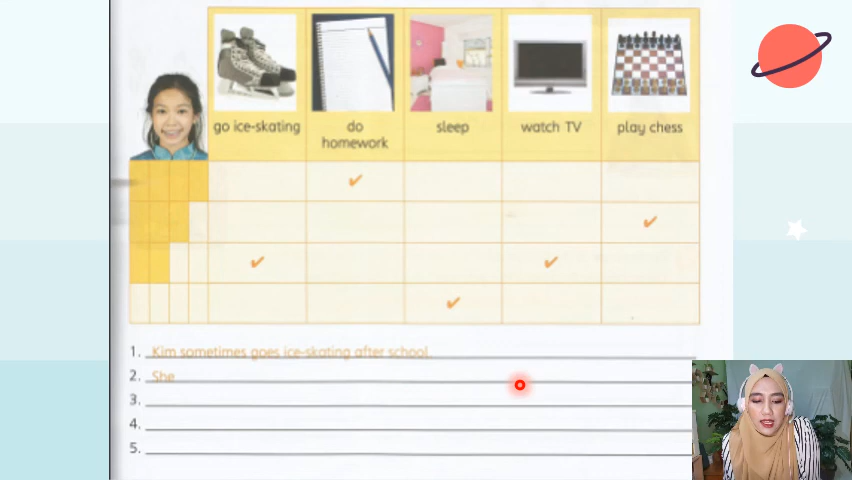 go ice-skating
do homework
sleep
watch TV
play chess
1. Kim sometimes goes ice-skating after school
2. She
3.
4.
5.